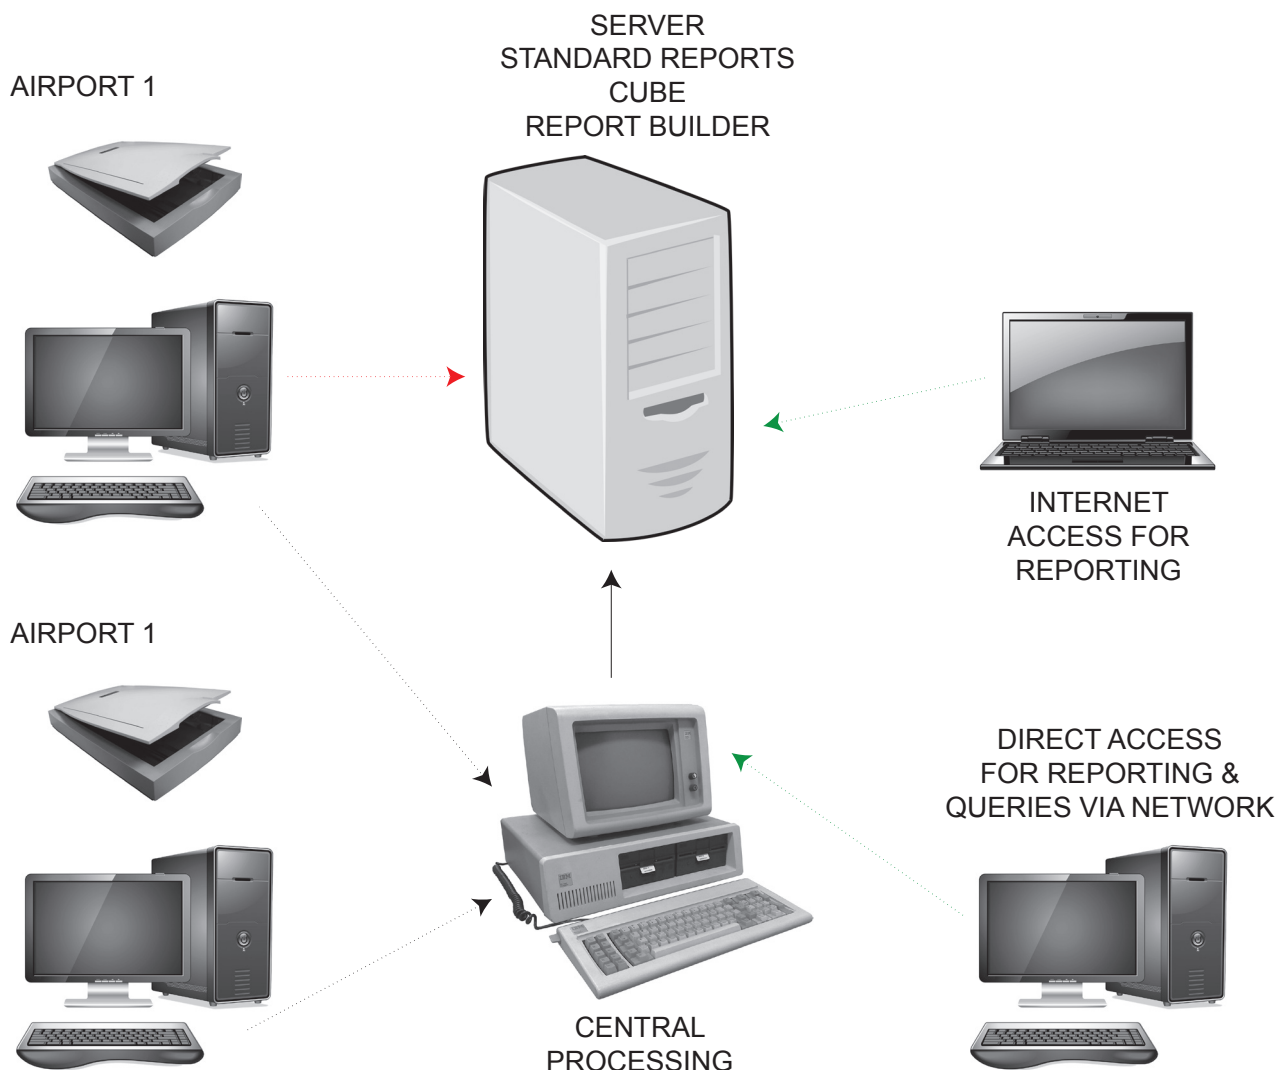 SERVER
STANDARD REPORTS
CUBE
REPORT BUILDER
AIRPORT 1
INTERNET
ACCESS FOR
REPORTING
AIRPORT 1
DIRECT ACCESS
FOR REPORTING &
QUERIES VIA NETWORK
CENTRAL
PROCESSING